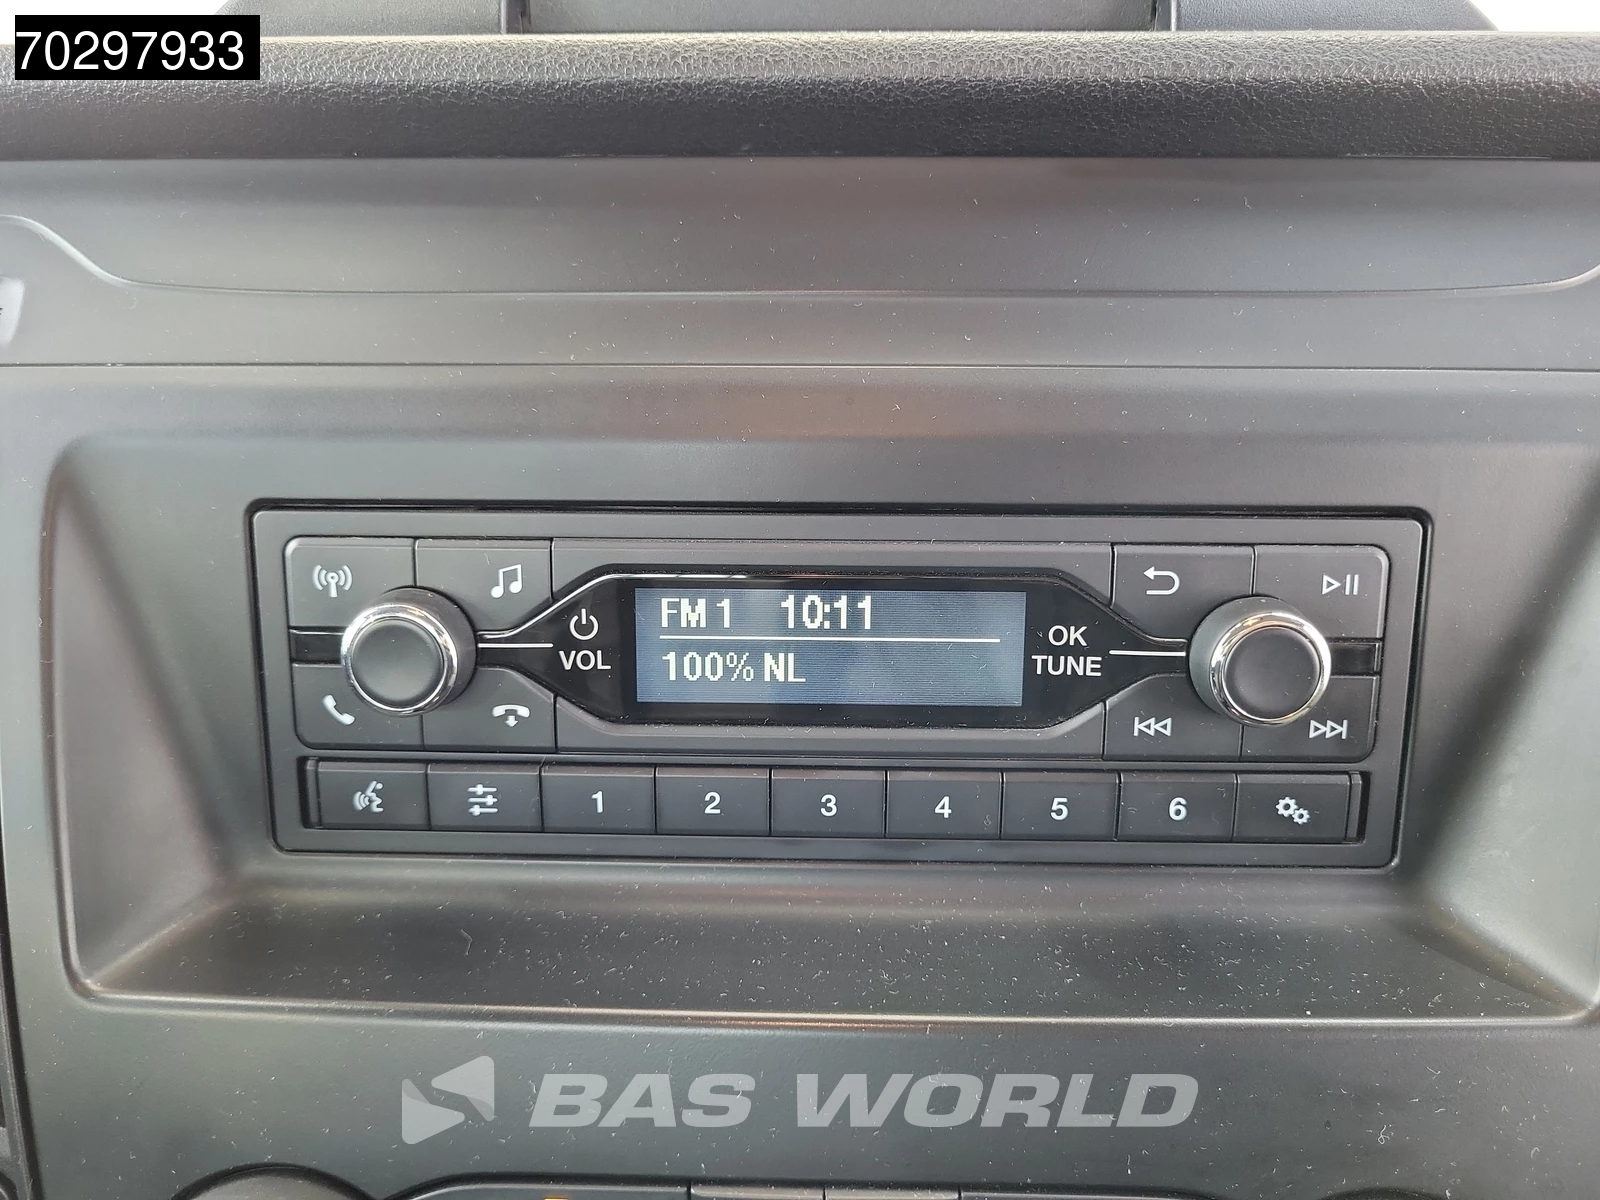 70297933
FM 1 10:11
100% NL
VOL
OK
TUNE
1 2 3 4 5 6
BAS WORLD